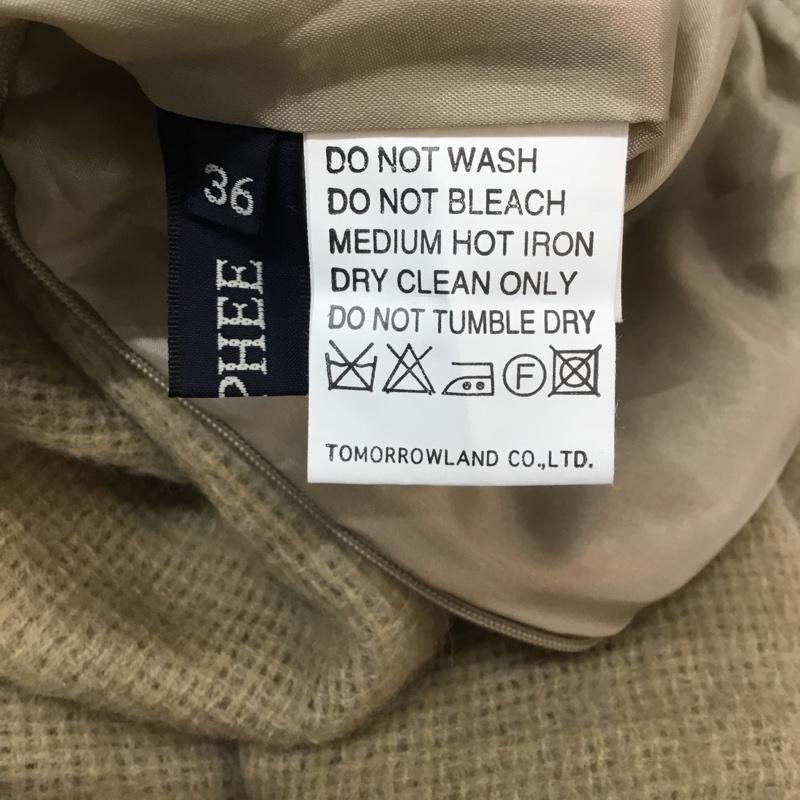 36
PHEE
DO NOT WASH
DO NOT BLEACH
MEDIUM HOT IRON
DRY CLEAN ONLY
DO NOT TUMBLE DRY
F
TOMORROWLAND CO.,LTD.